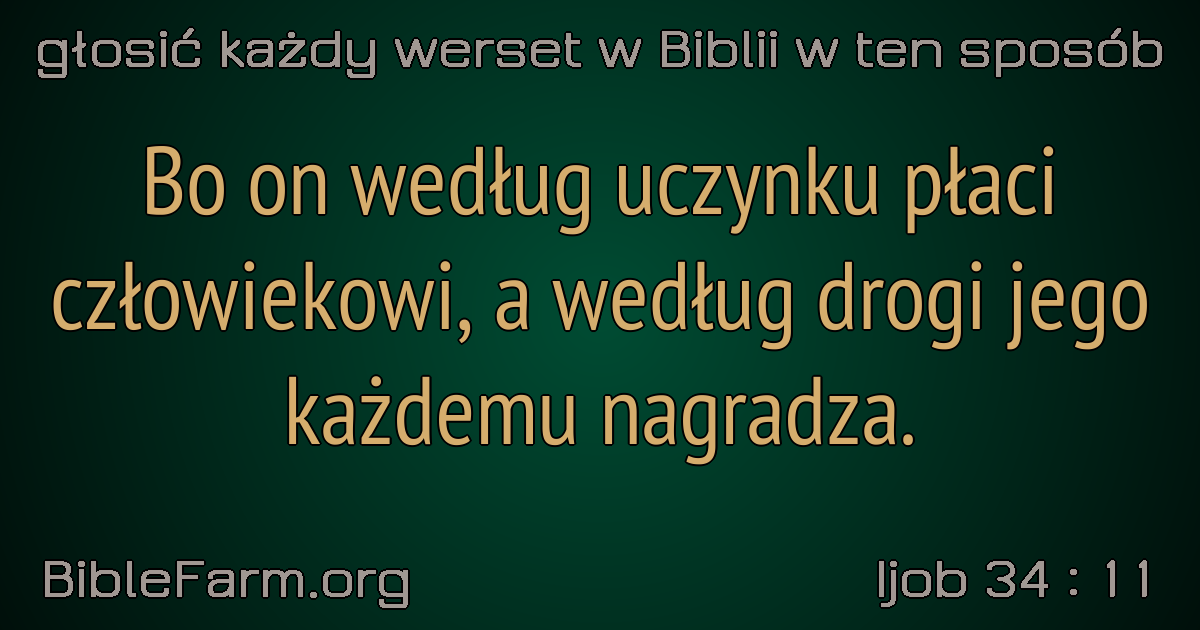 głosić każdy werset w Biblii w ten sposób
Bo on według uczynku płaci
człowiekowi, a według drogi jego
każdemu nagradza.
BibleFarm.org
Ijob 34 : 11